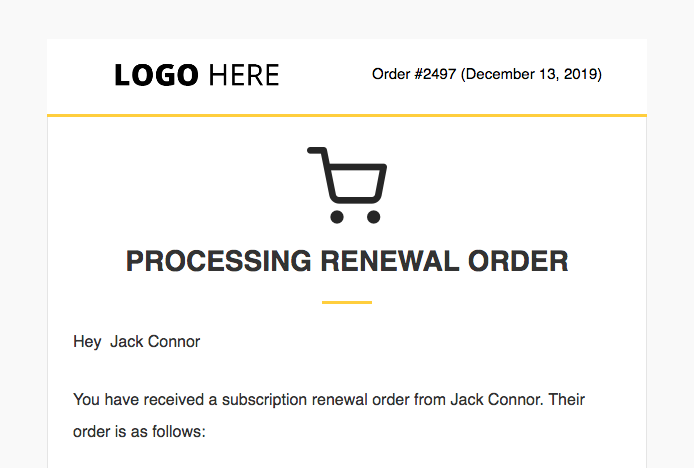 LOGO HERE
Order #2497 (December 13, 2019)
PROCESSING RENEWAL ORDER
Hey  Jack Connor
You have received a subscription renewal order from Jack Connor. Their
order is as follows: